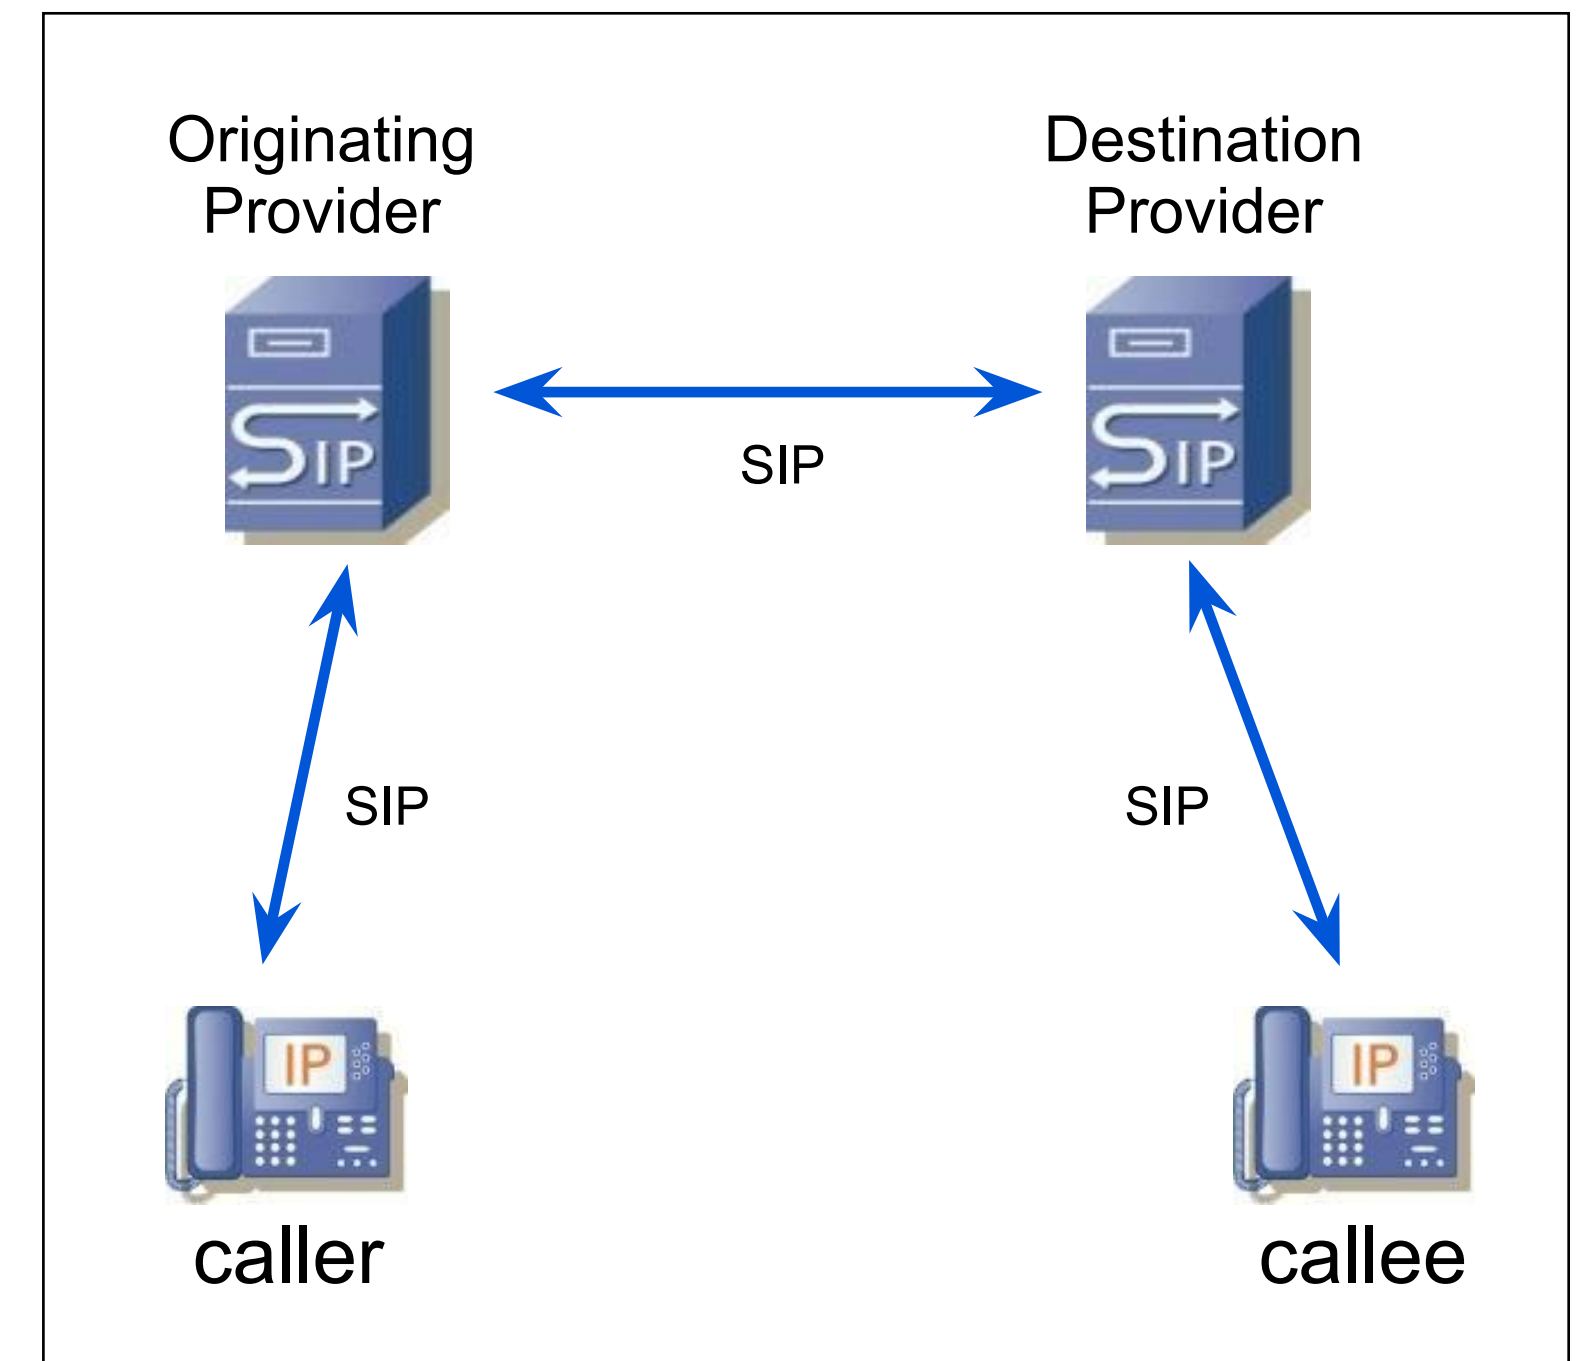 Originating
Provider
Destination
Provider
SIP
SIP
SIP
SIP
SIP
IP
IP
caller
callee